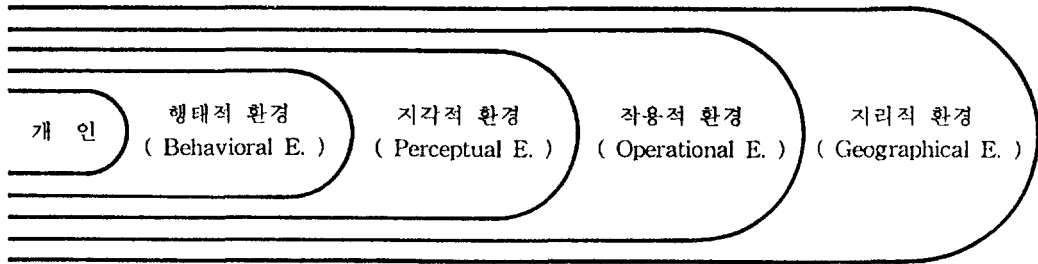 개 인
행태적 환경
( Behavioral E. )
지각적 환경
( Perceptual E. )
작용적 환경
( Operational E. )
지리적 환경
( Geographical E. )